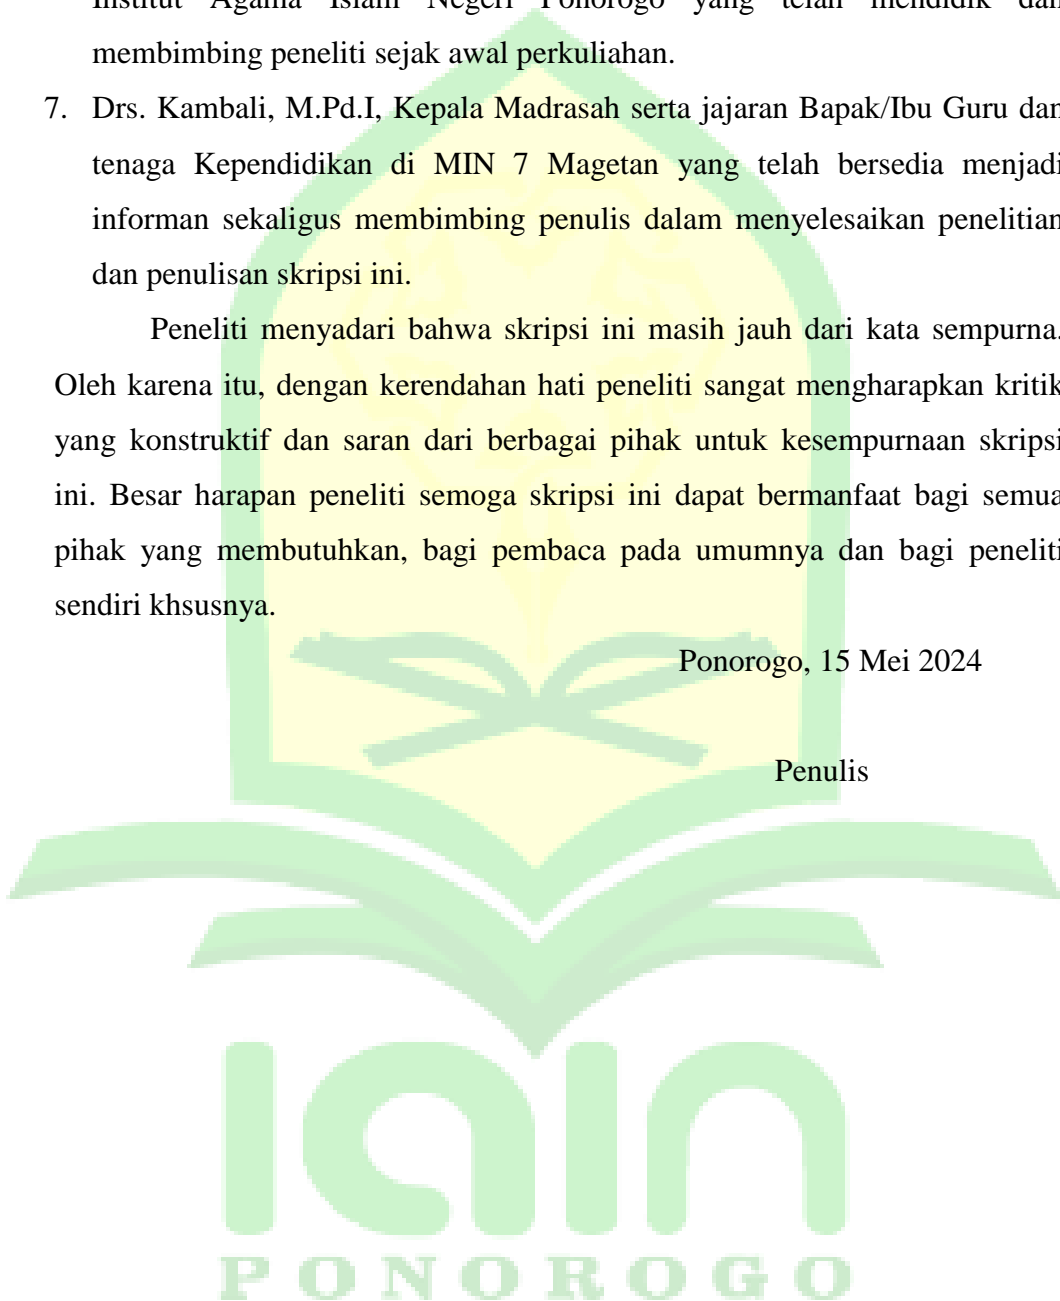 Institut Agama Islam Negeri Ponorogo yang telah mendidik dan
membimbing peneliti sejak awal perkuliahan.
7. Drs. Kambali, M.Pd.I, Kepala Madrasah serta jajaran Bapak/Ibu Guru dan
tenaga Kependidikan di MIN 7 Magetan yang telah bersedia menjadi
informan sekaligus membimbing penulis dalam menyelesaikan penelitian
dan penulisan skripsi ini.
Peneliti menyadari bahwa skripsi ini masih jauh dari kata sempurna.
Oleh karena itu, dengan kerendahan hati peneliti sangat mengharapkan kritik
yang konstruktif dan saran dari berbagai pihak untuk kesempurnaan skripsi
ini. Besar harapan peneliti semoga skripsi ini dapat bermanfaat bagi semua
pihak yang membutuhkan, bagi pembaca pada umumnya dan bagi peneliti
sendiri khsusnya.
Ponorogo, 15 Mei 2024
Penulis
iain
PONOROGO